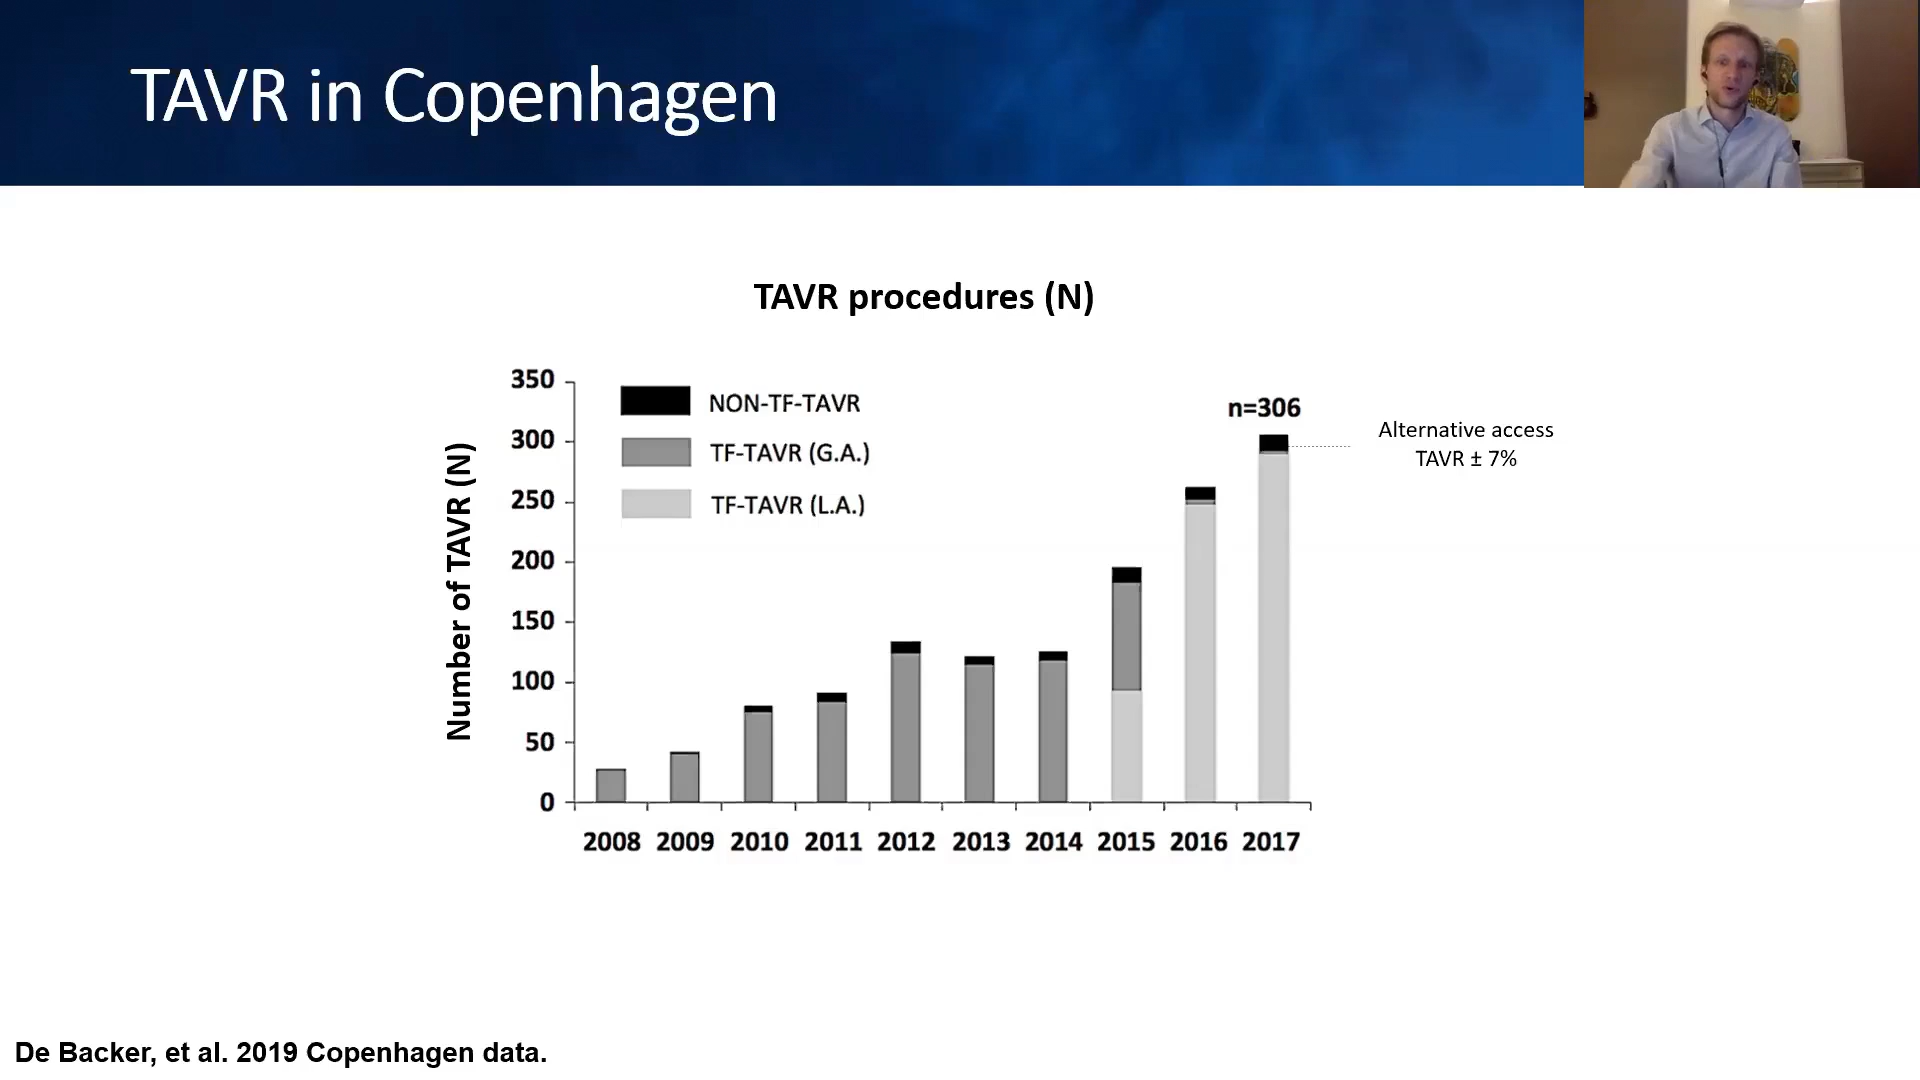 TAVR in Copenhagen
TAVR procedures (N)
Number of TAVR (N)
350
300
250
200
150
100
50
0
NON-TF-TAVR
TF-TAVR (G.A.)
TF-TAVR (L.A.)
n=306
Alternative access
TAVR ± 7%
2008 2009 2010 2011 2012 2013 2014 2015 2016 2017
De Backer, et al. 2019 Copenhagen data.